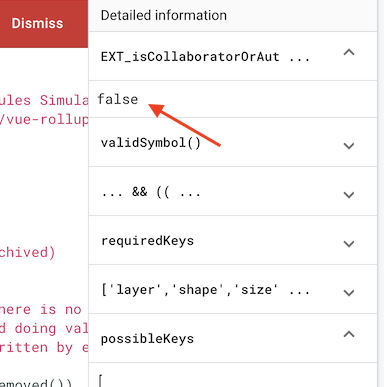 Dismiss
Detailed information
EXT_isCollaboratorOrAut ...
false
validSymbol()
... && (( ...
requiredKeys
['layer','shape','size' ...
possibleKeys
[
ules Simula
/vue-rollup
chived)
here is no
d doing val
ritten by e
emoved())